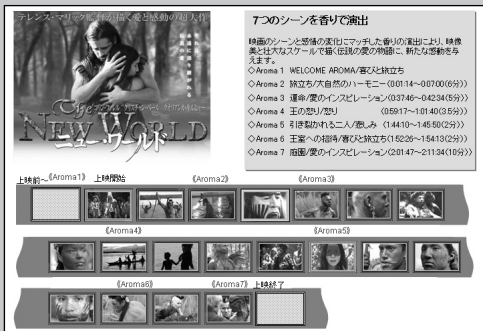 テレンス・マリック監督が描く愛と感動の超大作
The
NEW WORLD
ニュー・ワールド
7つのシーンを香りで演出
映画のシーンと感情の変化にマッチした香りの演出により、映像
美と壮大なスケールで描く伝説の愛の物語に、新たな感動を与
えます。
◇Aroma 1 WELCOME AROMA/喜びと旅立ち
◇Aroma 2 旅立ち/大自然のハーモニー(0:01:14~0:07:00(6分))
◇Aroma 3 運命/愛のインスピレーション(0:37:46~0:42:34(5分))
◇Aroma 4 王の怒り/怒り (0:59:17~1:01:40(3.5分))
◇Aroma 5 引き裂かれる二人/悲しみ (1:44:10~1:45:50(2分))
◇Aroma 6 王室への招待/喜びと旅立ち(1:52:26~1:54:13(2分))
◇Aroma 7 庭園/愛のインスピレーション(2:01:47~2:11:34(10分))
上映前~《Aroma1》 上映開始 《Aroma2》 《Aroma3》
《Aroma4》 《Aroma5》
《Aroma6》 《Aroma7》 上映終了